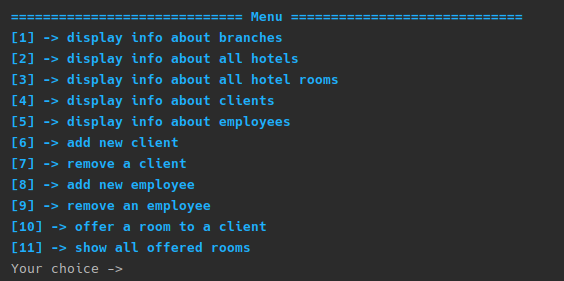 ============================= Menu =============================
[1] -> display info about branches
[2] -> display info about all hotels
[3] -> display info about all hotel rooms
[4] -> display info about clients
[5] -> display info about employees
[6] -> add new client
[7] -> remove a client
[8] -> add new employee
[9] -> remove an employee
[10] -> offer a room to a client
[11] -> show all offered rooms
Your choice ->